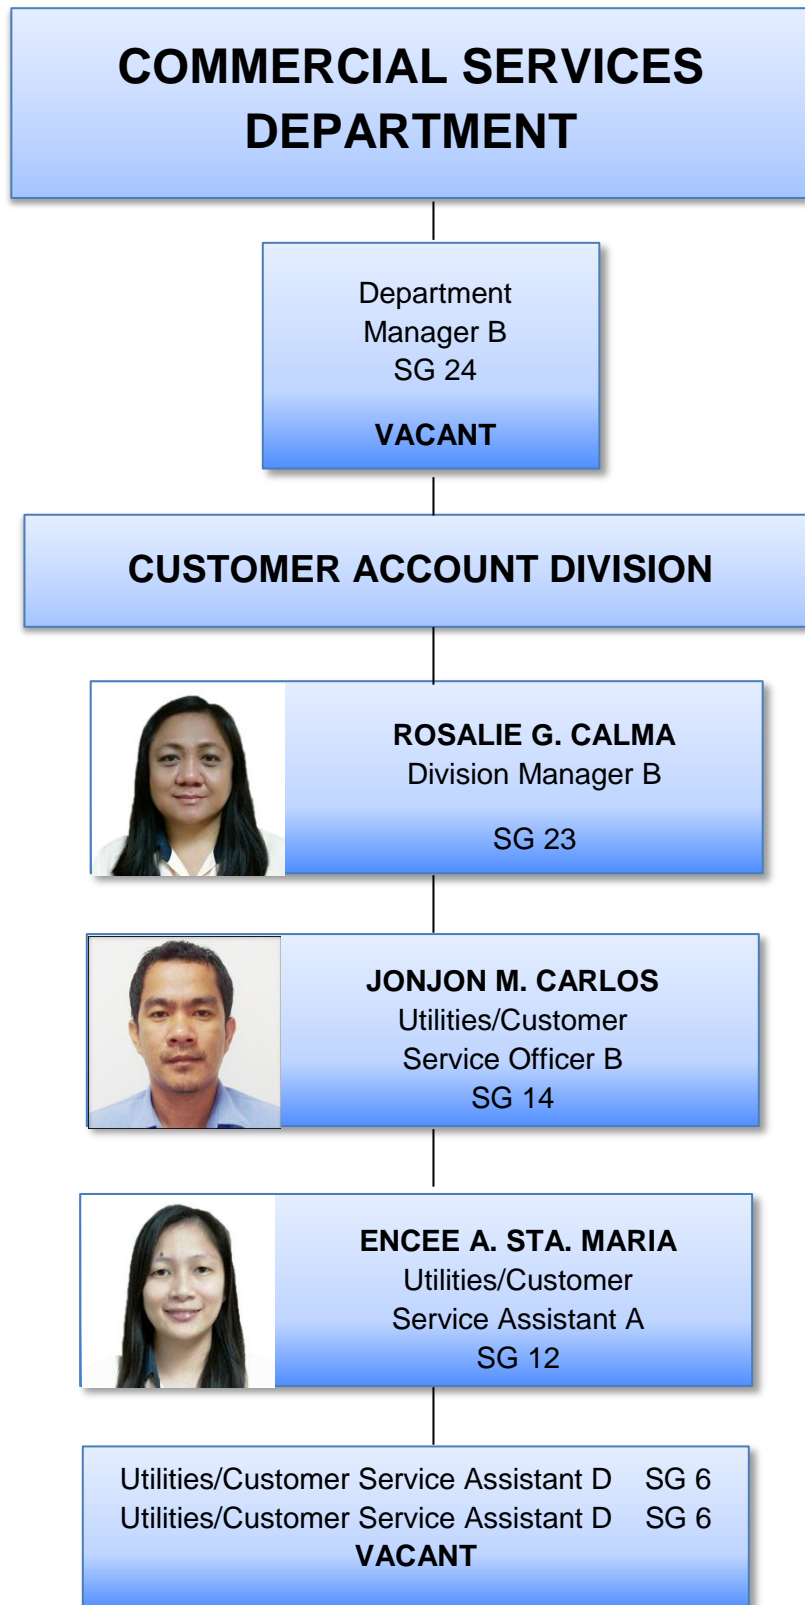 COMMERCIAL SERVICES
DEPARTMENT
Department
Manager B
SG 24
VACANT
CUSTOMER ACCOUNT DIVISION
ROSALIE G. CALMA
Division Manager B
SG 23
JONJON M. CARLOS
Utilities/Customer
Service Officer B
SG 14
ENCEE A. STA. MARIA
Utilities/Customer
Service Assistant A
SG 12
Utilities/Customer Service Assistant D SG 6
Utilities/Customer Service Assistant D SG 6
VACANT